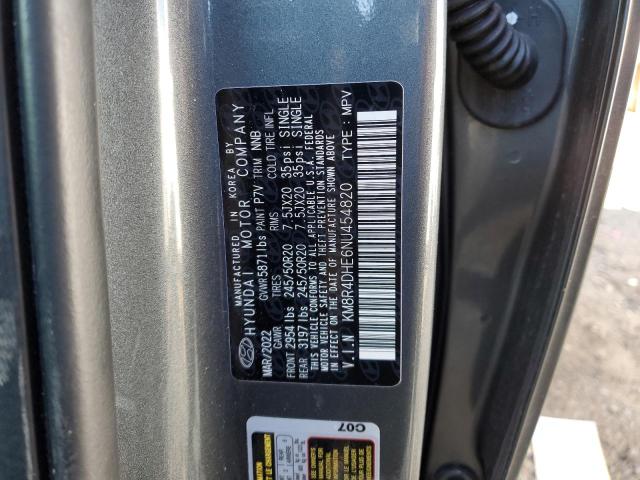 MANUFACTURED IN KOREA BY
HYUNDAI MOTOR COMPANY
MAR/2022 GVWR 5871 lbs PAINT P7V TRIM NNB
GAWR TIRES RIMS COLD TIRE INFL
FRONT 2954 lbs 245/50R20 7.5JX20 35psi SINGLE
REAR 3197 lbs 245/50R20 7.5JX20 35psi SINGLE
THIS VEHICLE CONFORMS TO ALL APPLICABLE U.S.A. FEDERAL
MOTOR VEHICLE SAFETY AND THEFT PREVENTION STANDARDS
IN EFFECT ON THE DATE OF MANUFACTURE SHOWN ABOVE
V.I.N KM8R4DHE6NU454820 TYPE : MPV
C07